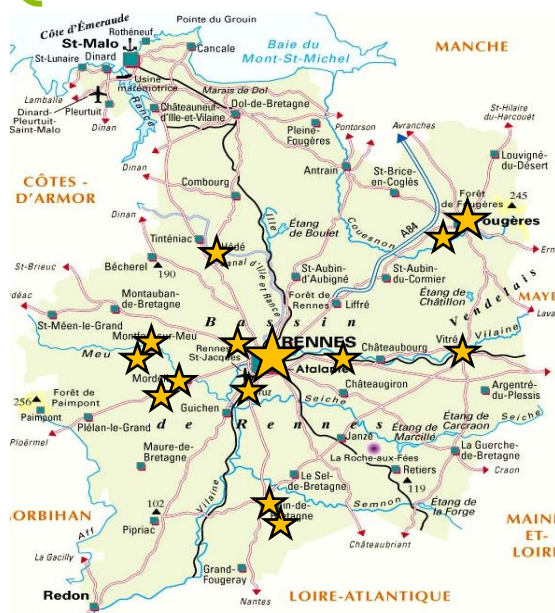 Côte d'Émeraude
Pointe du Grouin
Rothéneuf
St-Malo
Cancale
Baie du
Mont-St-Michel
MANCHE
St-Lunaire
Dinard
Usine
marémotrice
Marais de Dol
Lamballe
Dinard-
Pleurtuit-
Saint-Malo
Pleurtuit
Rance
Châteauneuf
d'Ille-et-Vilaine
Dol-de-Bretagne
Dinan
Pleine-
Fougères
Pontorson
Avranches
St-Hilaire
du-Harcouët
Louvigné-
du-Désert
Dinan
Antrain
St-Brice-
en-Coglès
CÔTES -
D'ARMOR
Combourg
Forêt
de Fougères
245
Fougères
Dinan
Ille
Étang
de Boulet
Couesnon
A84
Tinténiac
Hédé
Canal d'Ille et Rance
Bécherel
190
St-Brieuc
St-Aubin-
d'Aubigné
St-Aubin-
du-Cormier
Étang de
Châtillon
Forêt de
Rennes
Liffré
Vendelais
Montauban-
de-Bretagne
St-Méen-le-Grand
Bassin
Vilaine
Meu
RENNES
Rennes
St-Jacques
Atalante
Châteaubourg
Vitré
Châteaugiron
Argentré-
du-Plessis
Forêt de
Paimpont
256
Paimpont
Guichen
Seiche
Seiche
Ploërmel
Plélan-le-Grand
de Rennes
Étang de
Carcraon
Étang de
Marcillé
Janzé
Maure-de-
Bretagne
La Roche-aux-Fées
La Guerche-
de-Bretagne
Retiers
119
Craon
Vilaine
Le Sel-
de-Bretagne
Semnon
Étang de
la Forge
102
Pipriac
Châteaubriant
Aff
La Gacilly
Grand-
Fougeray
Redon
Nantes
LOIRE-ATLANTIQUE